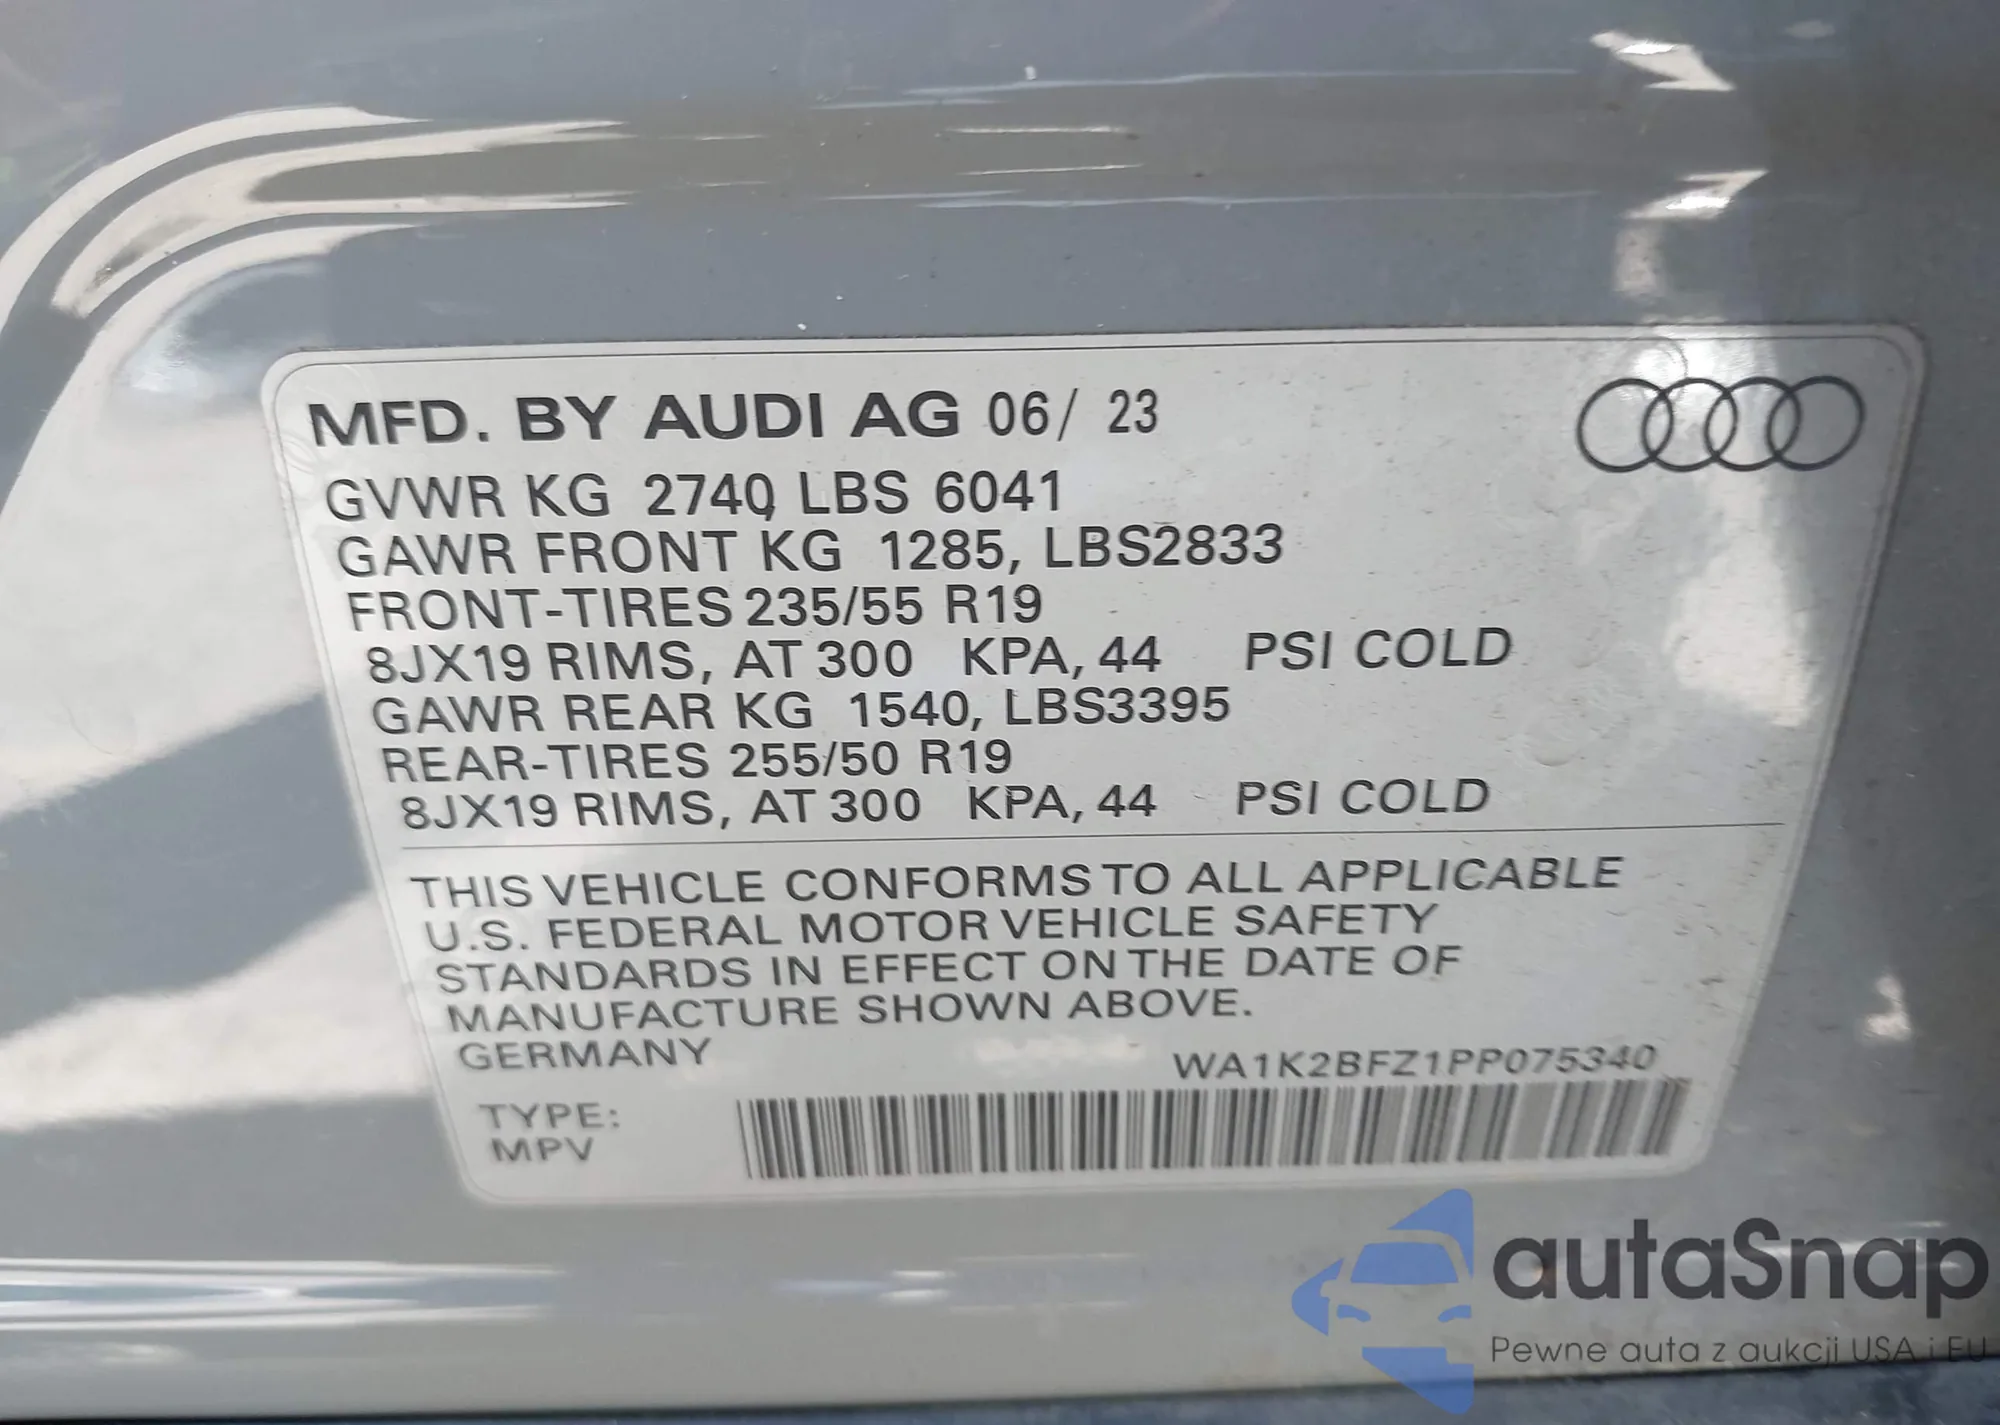 MFD. BY AUDI AG 06/ 23
GVWR KG 2740 LBS 6041
GAWR FRONT KG 1285, LBS2833
FRONT-TIRES 235/55 R19
8JX19 RIMS, AT 300 KPA, 44 PSI COLD
GAWR REAR KG 1540, LBS3395
REAR-TIRES 255/50 R19
8JX19 RIMS, AT 300 KPA, 44 PSI COLD
THIS VEHICLE CONFORMS TO ALL APPLICABLE
U.S. FEDERAL MOTOR VEHICLE SAFETY
STANDARDS IN EFFECT ON THE DATE OF
MANUFACTURE SHOWN ABOVE.
GERMANY
WA1K2BFZ1PP075340
TYPE:
MPV
autaSnap
Pewne auta z aukcji USA i EU